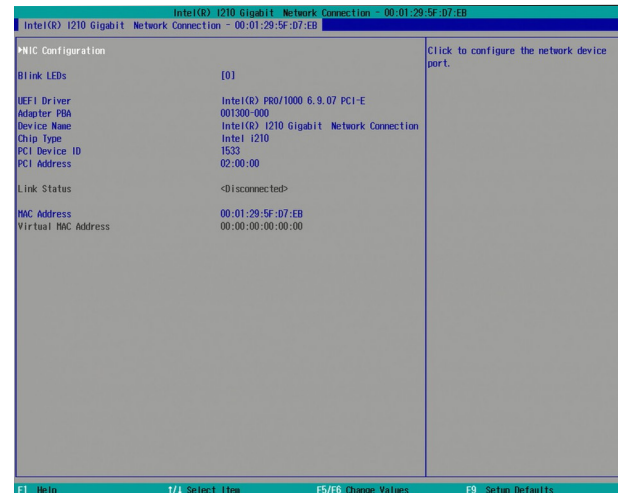 Intel(R) I210 Gigabit  Network Connection - 00:01:29:5F:D7:EB
Intel(R) I210 Gigabit  Network Connection - 00:01:29:5F:D7:EB
▶NIC Configuration
Click to configure the network device port.
Blink LEDs [0]
UEFI Driver Intel(R) PRO/1000 6.9.07 PCI-E
Adapter PBA 001300-000
Device Name Intel(R) I210 Gigabit  Network Connection
Chip Type Intel i210
PCI Device ID 1533
PCI Address 02:00:00
Link Status <Disconnected>
MAC Address 00:01:29:5F:D7:EB
Virtual MAC Address 00:00:00:00:00:00
F1 Help ↑/↓ Select Item F5/F6 Change Values F9 Setup Defaults